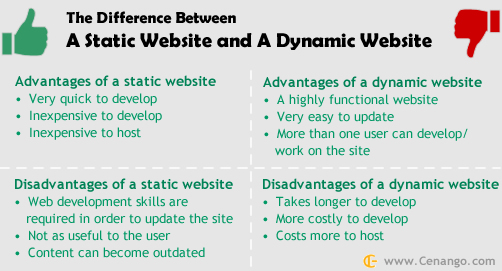 The Difference Between
A Static Website and A Dynamic Website
Advantages of a static website
• Very quick to develop
• Inexpensive to develop
• Inexpensive to host
Advantages of a dynamic website
• A highly functional website
• Very easy to update
• More than one user can develop/
work on the site
Disadvantages of a static website
• Web development skills are
required in order to update the site
• Not as useful to the user
• Content can become outdated
Disadvantages of a dynamic website
• Takes longer to develop
• More costly to develop
• Costs more to host
www.Cenango.com